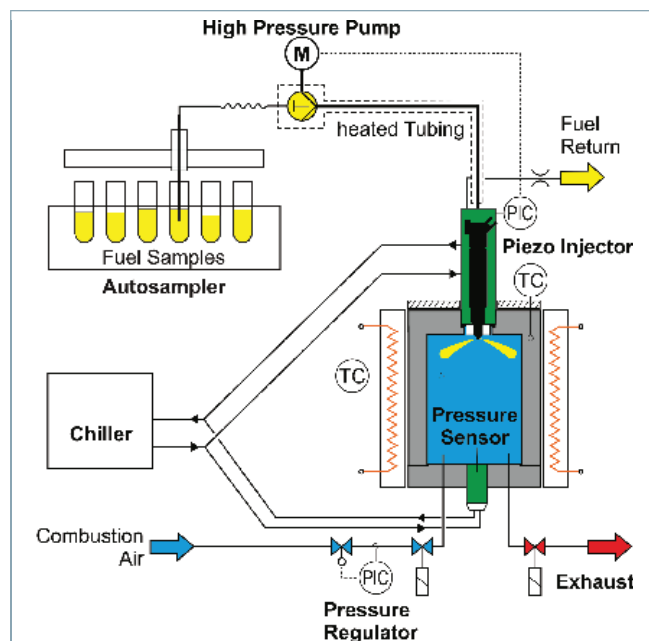 High Pressure Pump
M
heated Tubing
Fuel
Return
PIC
Piezo Injector
Fuel Samples
Autosampler
TC
TC
Chiller
Pressure
Sensor
Combustion
Air
PIC
Exhaust
Pressure
Regulator